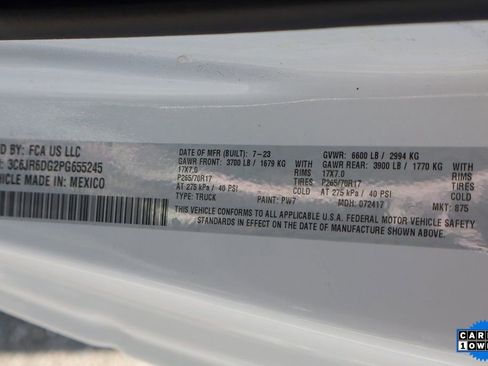 D BY: FCA US LLC
: 3C6JR6DG2PG655245
EHICLE MADE IN: MEXICO
DATE OF MFR (BUILT): 7-23 GVWR: 6600 LB / 2994 KG
GAWR FRONT: 3700 LB / 1679 KG GAWR REAR: 3900 LB / 1770 KG
17X7.0 RIMS 17X7.0 RIMS
P265/70R17 TIRES P265/70R17 TIRES
AT 275 kPa / 40 PSI COLD AT 275 kPa / 40 PSI COLD
TYPE: TRUCK PAINT: PW7 MDH: 072417 MKT: 875
THIS VEHICLE CONFORMS TO ALL APPLICABLE U.S.A. FEDERAL MOTOR VEHICLE SAFETY
STANDARDS IN EFFECT ON THE DATE OF MANUFACTURE SHOWN ABOVE.
CAR
1 OW